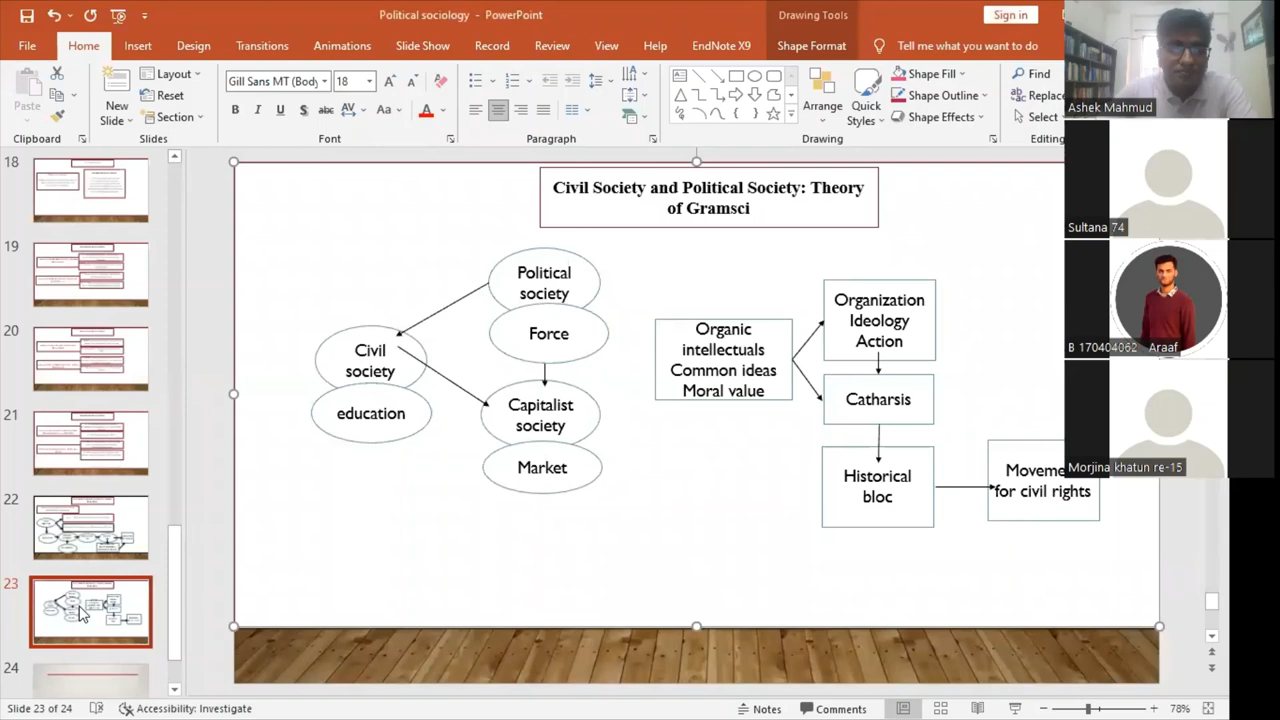 Political sociology - PowerPoint
Drawing Tools
Sign in
File
Home
Insert
Design
Transitions
Animations
Slide Show
Record
Review
View
Help
EndNote X9
Shape Format
Tell me what you want to do
Paste
New
Slide
Layout
Reset
Section
Gill Sans MT (Body
18
Arrange
Quick
Styles
Shape Fill
Shape Outline
Shape Effects
Find
Replace
Select
Clipboard
Slides
Font
Paragraph
Drawing
Editing
Ashek Mahmud
Sultana 74
B 170404062 Araaf
Morjina khatun re-15
18
19
20
21
22
23
24
Civil Society and Political Society: Theory
of Gramsci
Political
society
Force
Civil
society
education
Capitalist
society
Market
Organic
intellectuals
Common ideas
Moral value
Organization
Ideology
Action
Catharsis
Historical
bloc
Moveme
for civil rights
Slide 23 of 24
Accessibility: Investigate
Notes
Comments
78%